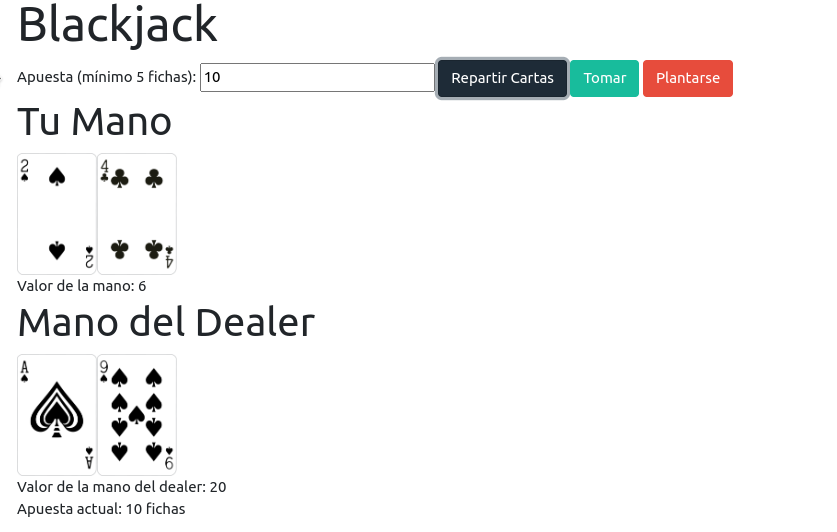 Blackjack
Apuesta (mínimo 5 fichas): 10 Repartir Cartas Tomar Plantarse
Tu Mano
2 4
2 4
Valor de la mano: 6
Mano del Dealer
A 9
A 9
Valor de la mano del dealer: 20
Apuesta actual: 10 fichas